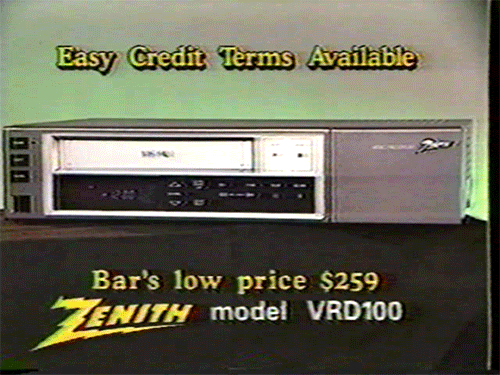 Easy Credit Terms Available
Bar's low price $259
ZENITH model VRD100